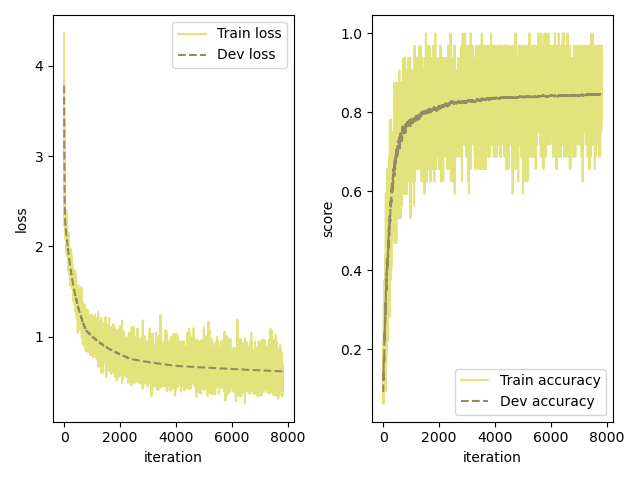 Train loss
Dev loss
4
3
2
1
loss
0 2000 4000 6000 8000
iteration
1.0
0.8
0.6
0.4
0.2
score
Train accuracy
Dev accuracy
0 2000 4000 6000 8000
iteration